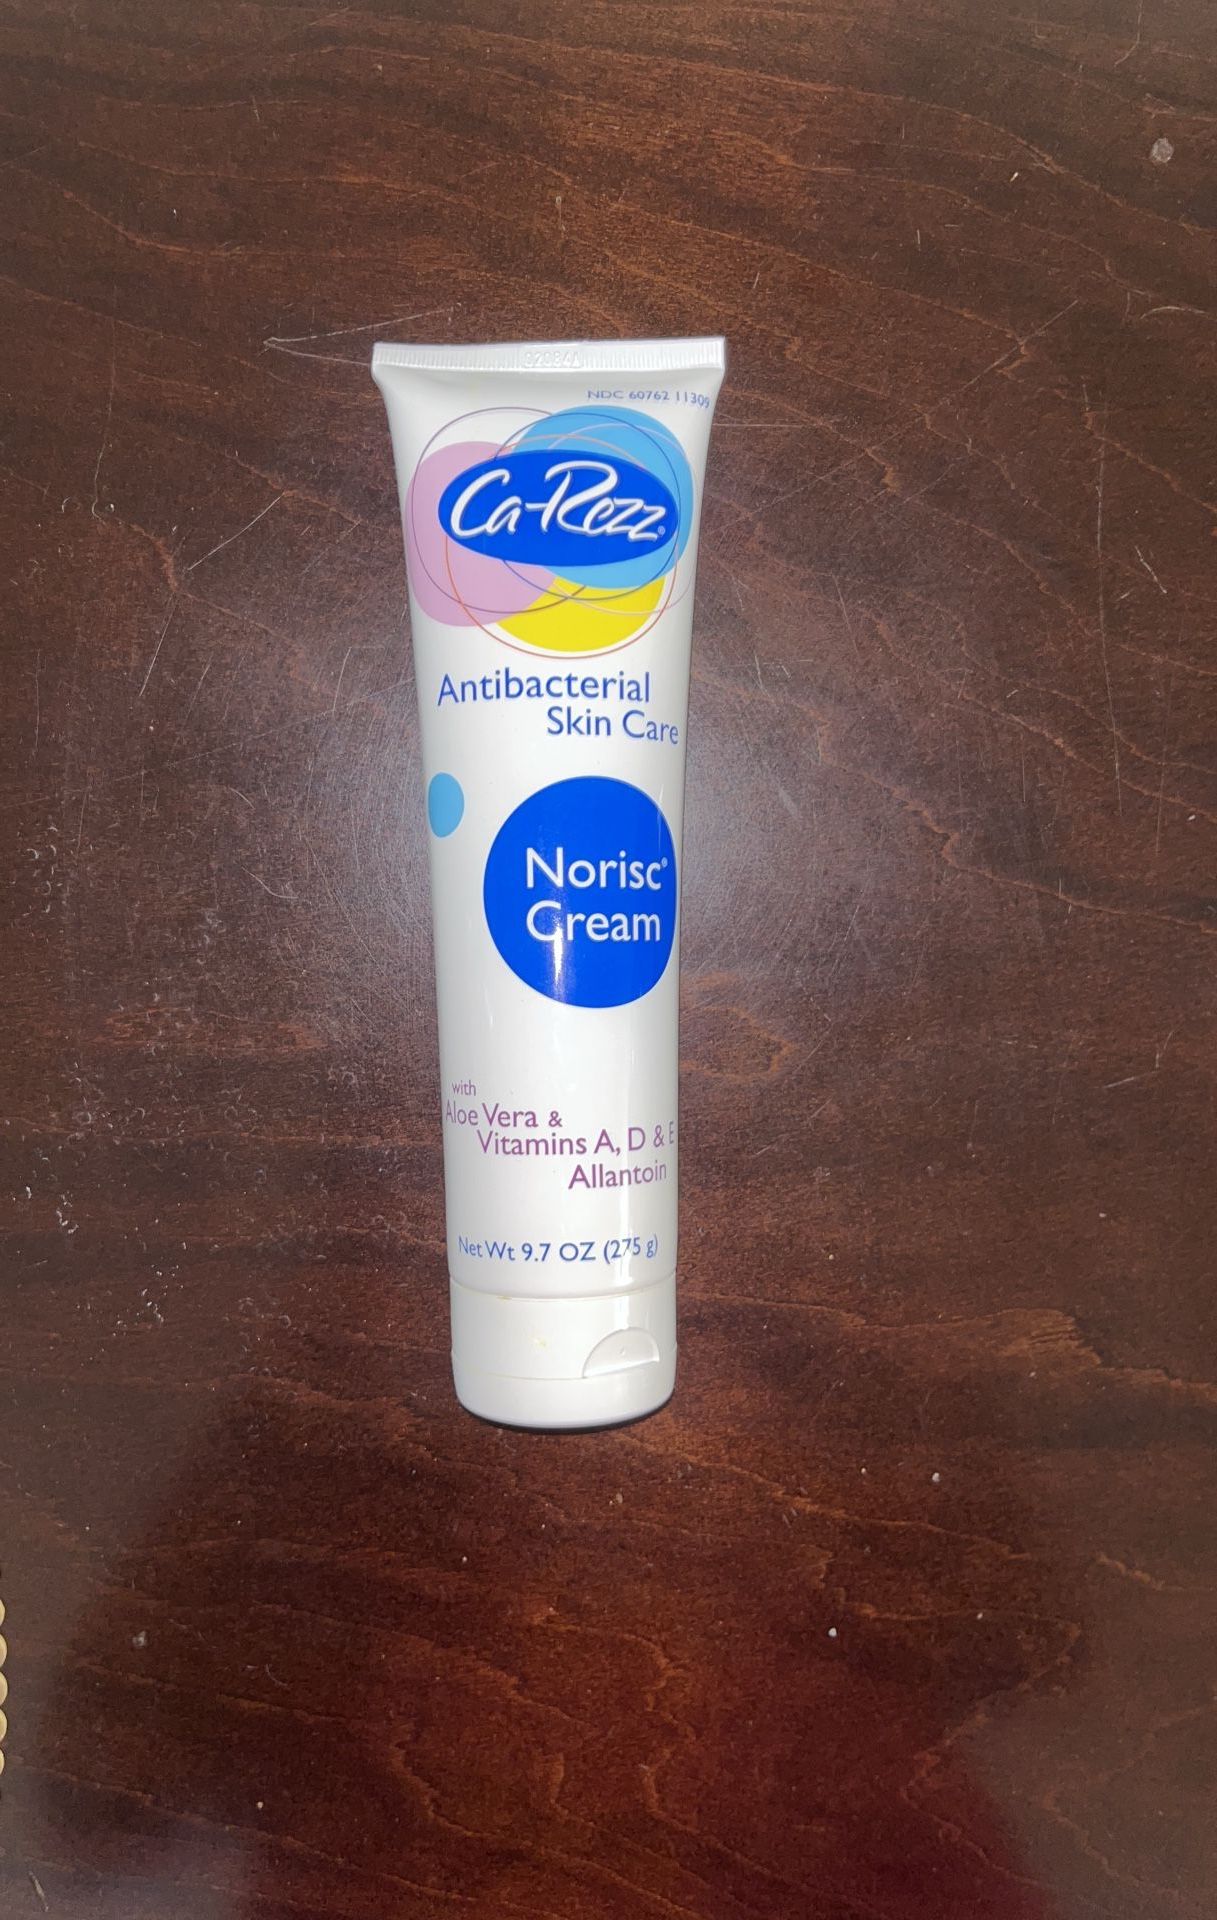 02084A
NDC 60762 11309
Ca-Rezz®
Antibacterial
Skin Care
Norisc®
Cream
with
Aloe Vera &
Vitamins A, D & E
Allantoin
Net Wt 9.7 OZ (275 g)